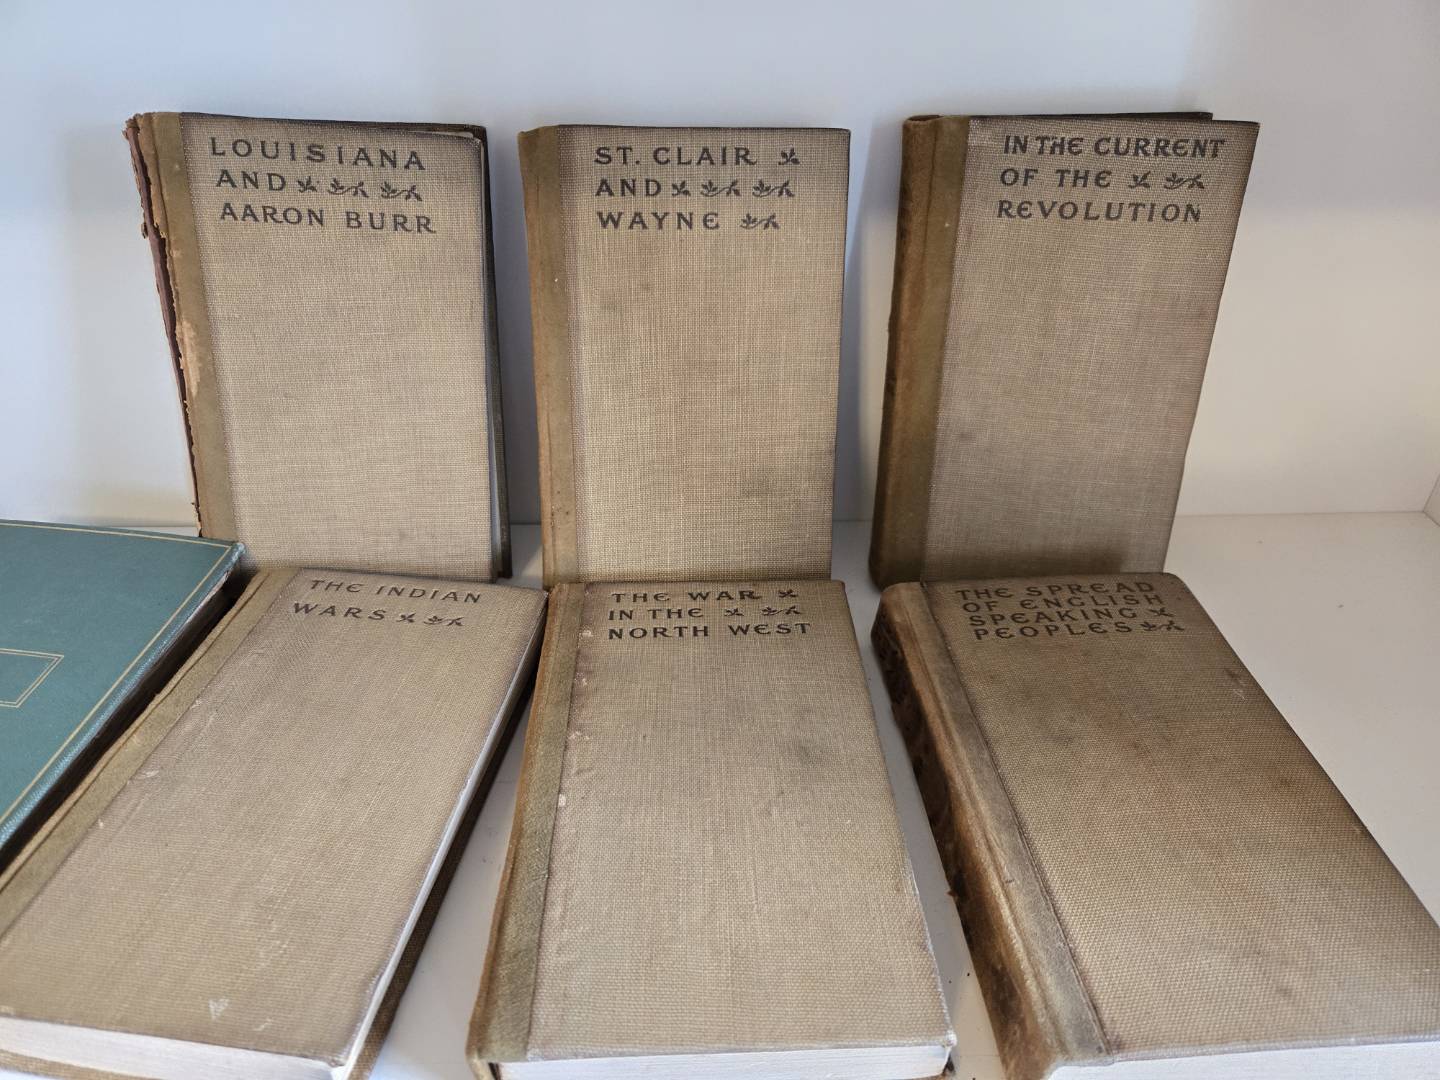 LOUISIANA
AND
AARON BURR
ST. CLAIR
AND
WAYNE
IN THE CURRENT
OF THE
REVOLUTION
THE INDIAN
WARS
THE WAR
IN THE
NORTH WEST
THE SPREAD
OF ENGLISH
SPEAKING
PEOPLES